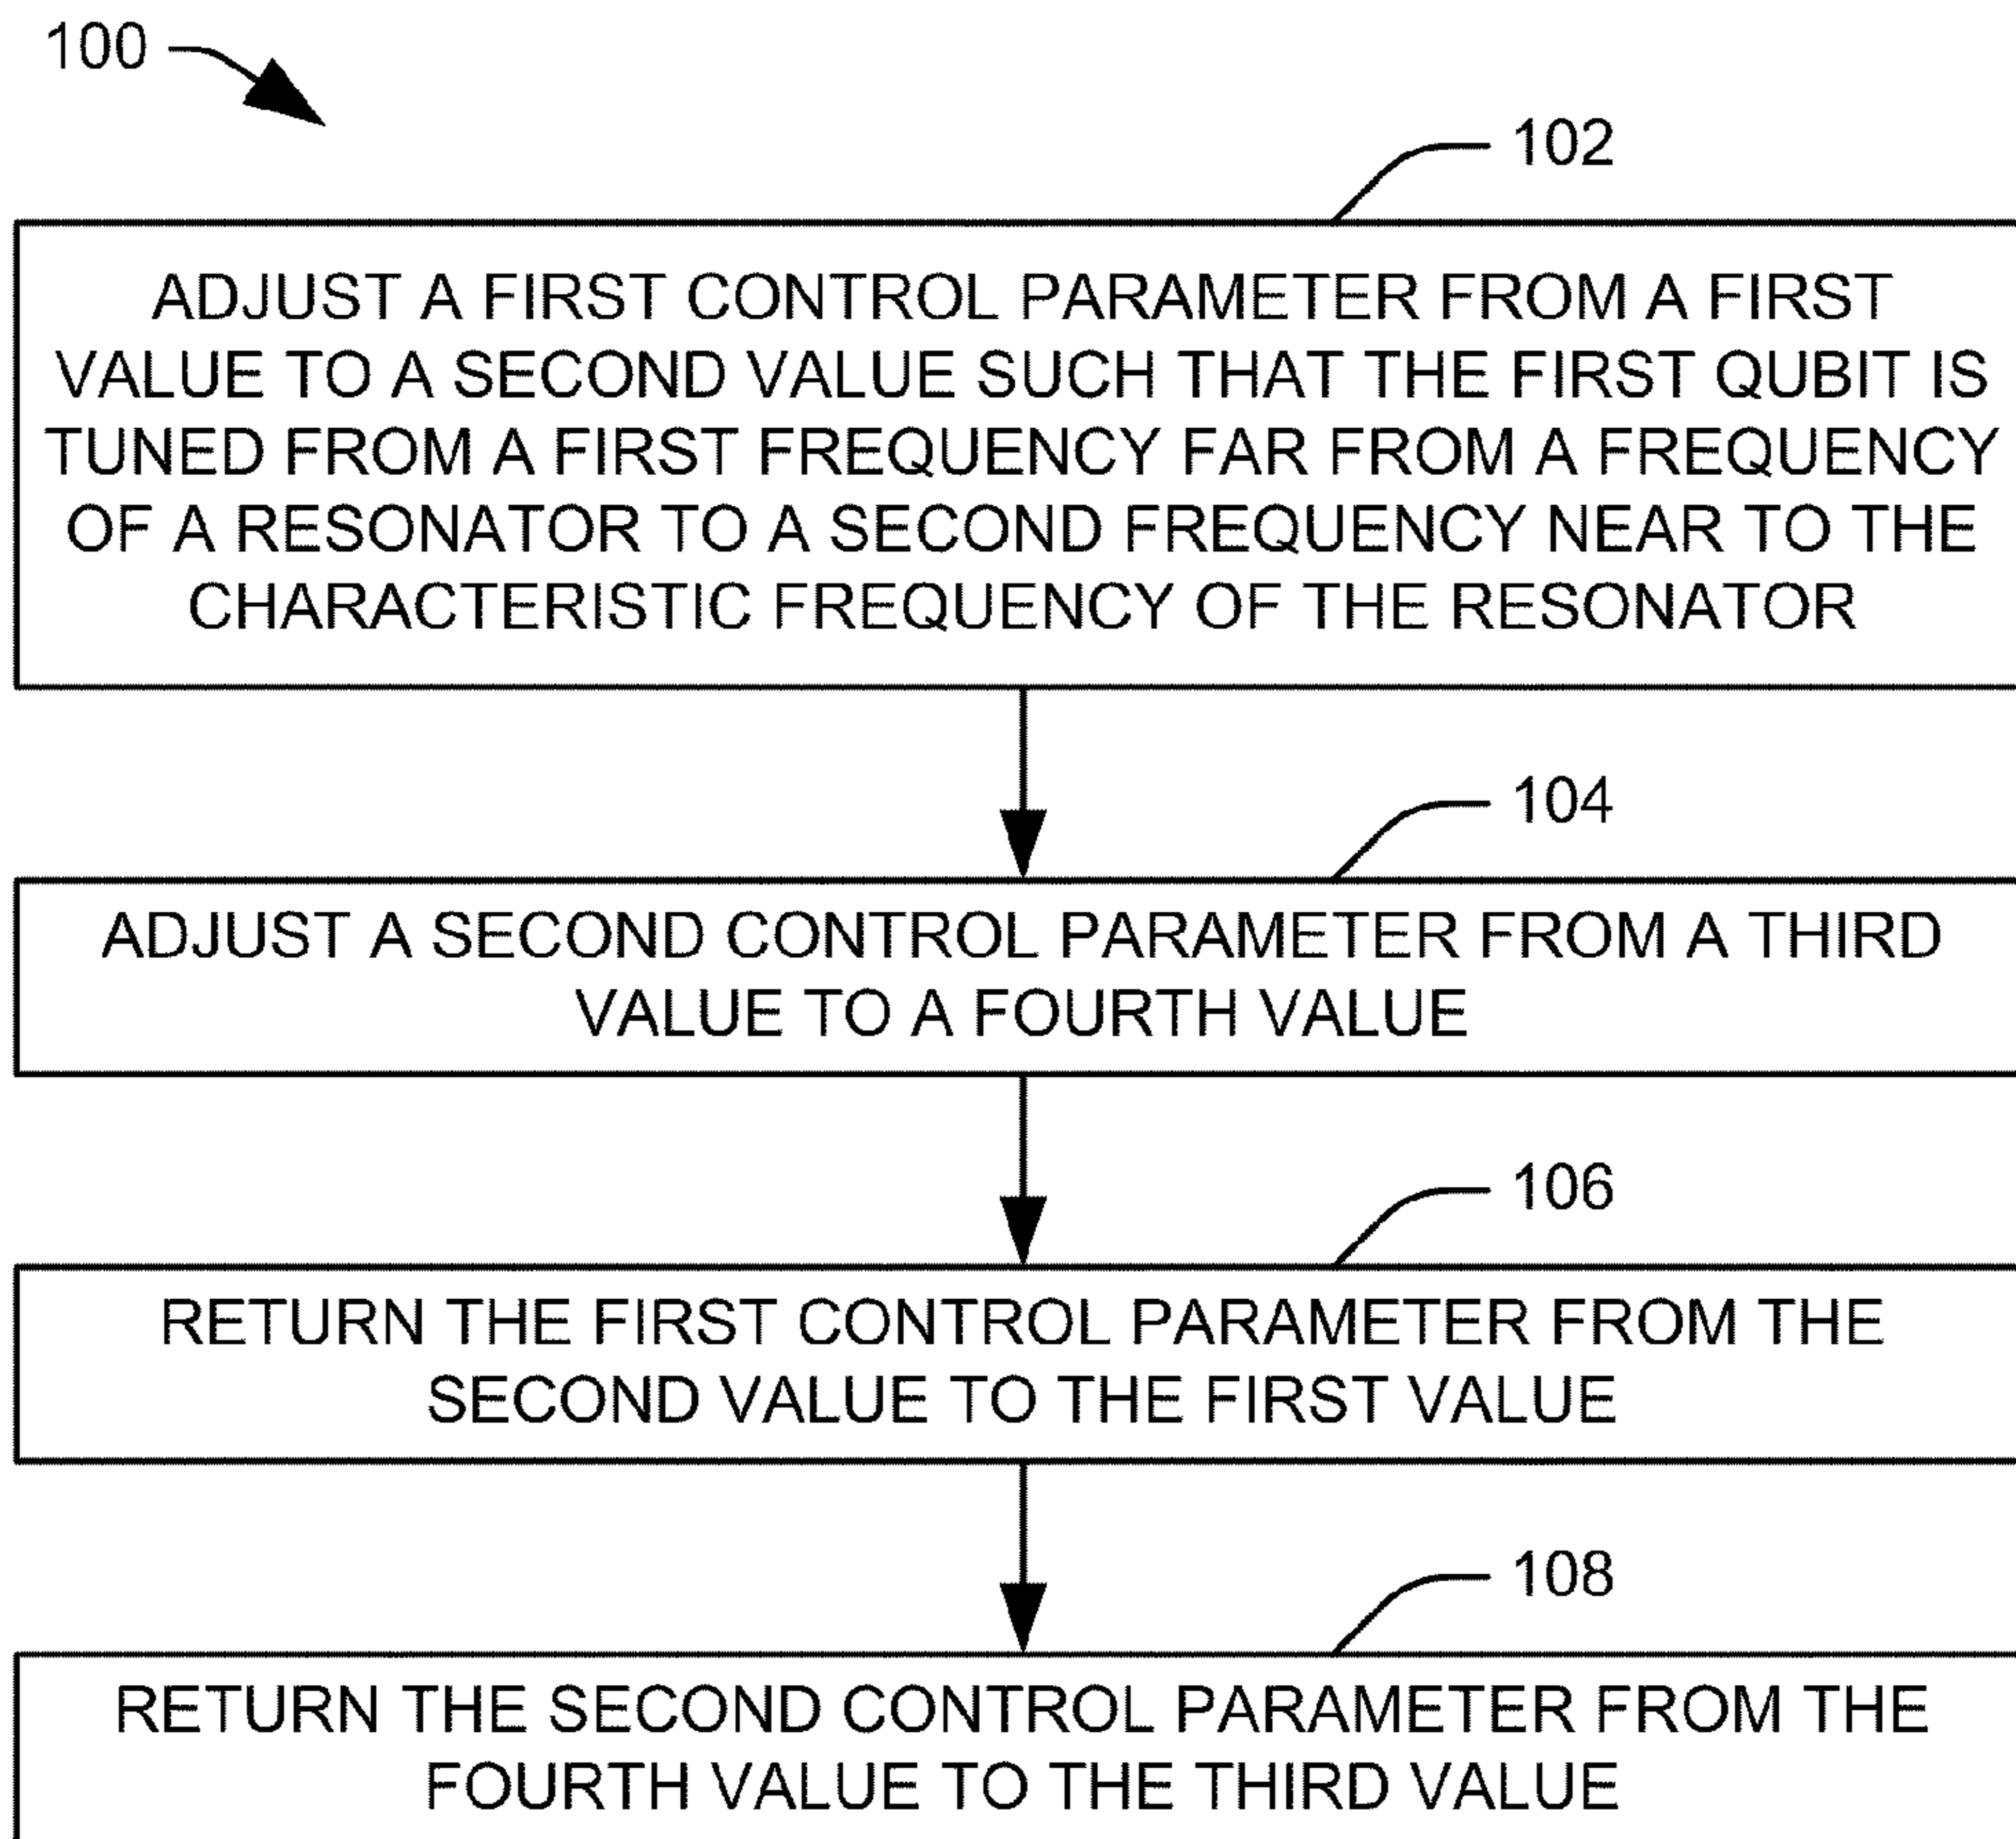 100
102
ADJUST A FIRST CONTROL PARAMETER FROM A FIRST
VALUE TO A SECOND VALUE SUCH THAT THE FIRST QUBIT IS
TUNED FROM A FIRST FREQUENCY FAR FROM A FREQUENCY
OF A RESONATOR TO A SECOND FREQUENCY NEAR TO THE
CHARACTERISTIC FREQUENCY OF THE RESONATOR
104
ADJUST A SECOND CONTROL PARAMETER FROM A THIRD
VALUE TO A FOURTH VALUE
106
RETURN THE FIRST CONTROL PARAMETER FROM THE
SECOND VALUE TO THE FIRST VALUE
108
RETURN THE SECOND CONTROL PARAMETER FROM THE
FOURTH VALUE TO THE THIRD VALUE